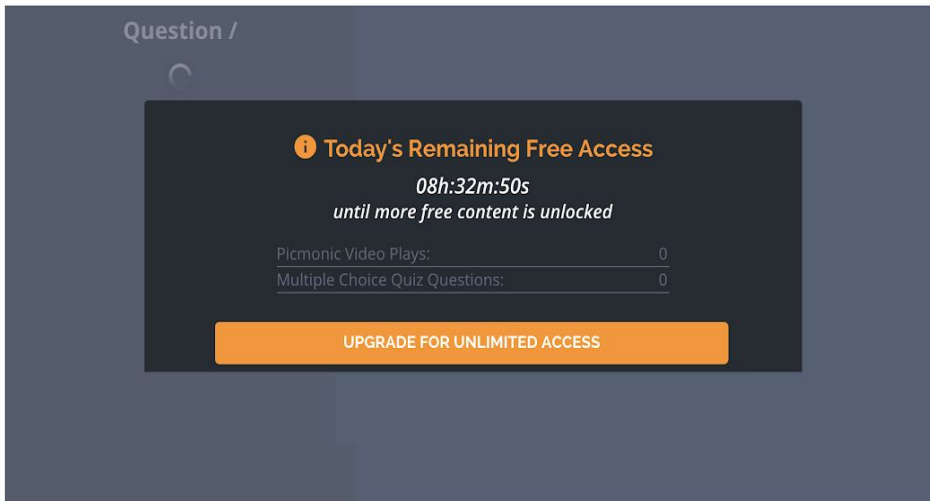 Question /
Today's Remaining Free Access
08h:32m:50s
until more free content is unlocked
Picmonic Video Plays: 0
Multiple Choice Quiz Questions: 0
UPGRADE FOR UNLIMITED ACCESS